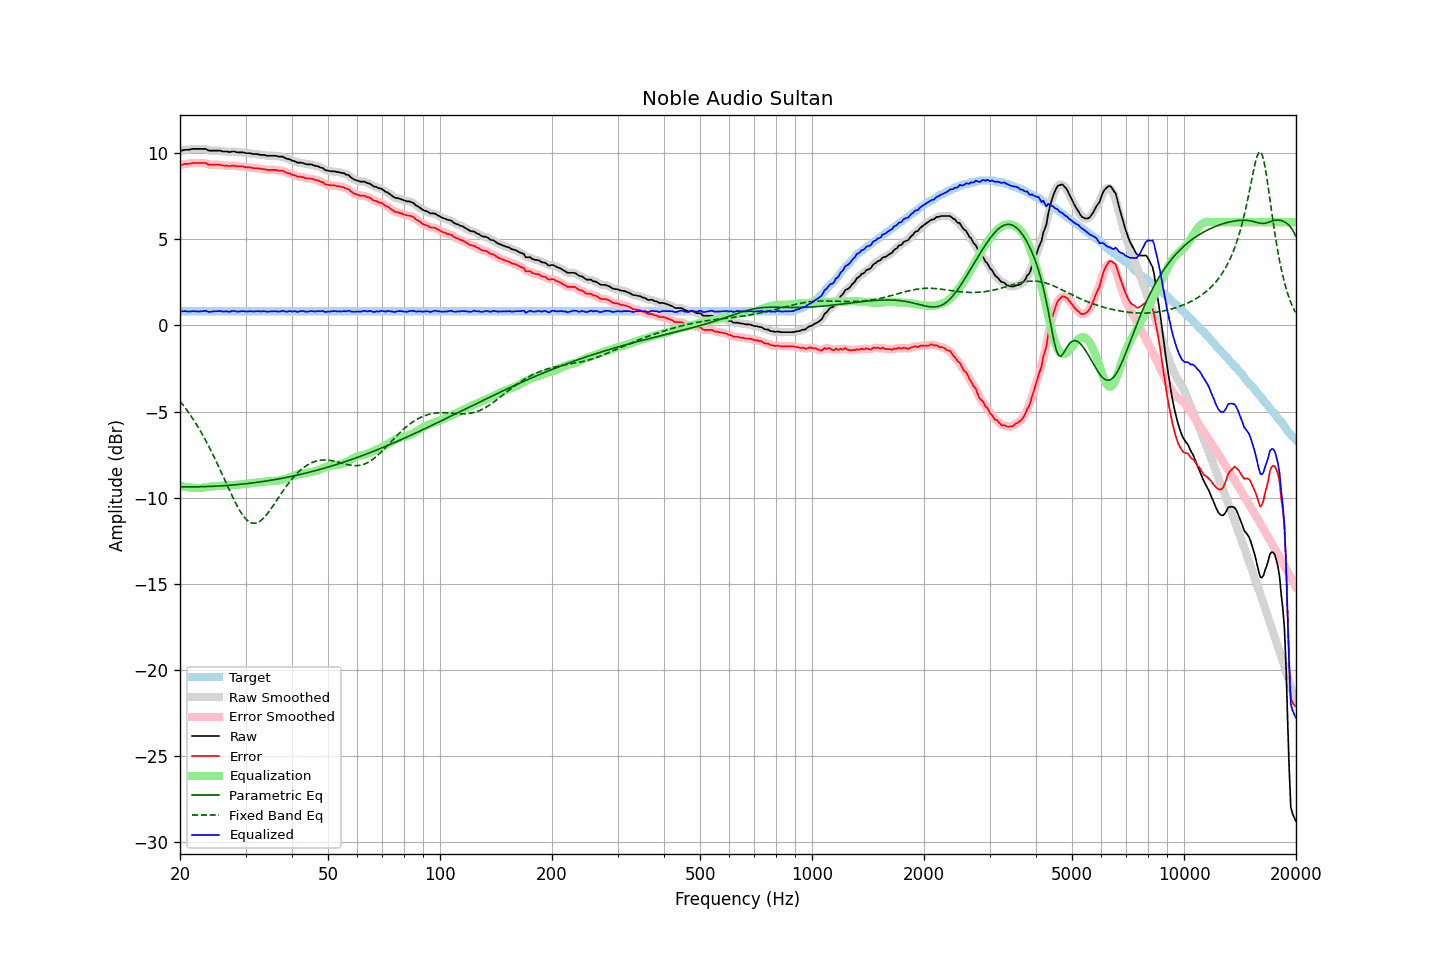 Noble Audio Sultan
Amplitude (dBr)
10
5
0
−5
−10
−15
−20
−25
−30
Target
Raw Smoothed
Error Smoothed
Raw
Error
Equalization
Parametric Eq
Fixed Band Eq
Equalized
20 50 100 200 500 1000 2000 5000 10000 20000
Frequency (Hz)